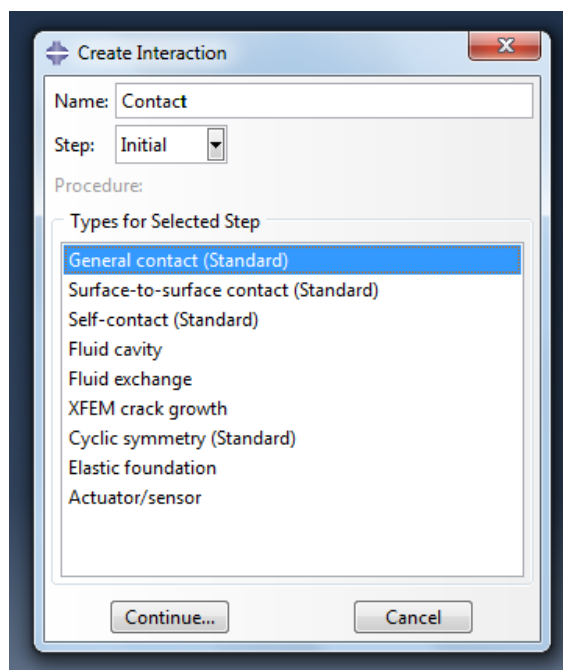 Create Interaction
Name: Contact
Step: Initial
Procedure:
Types for Selected Step
General contact (Standard)
Surface-to-surface contact (Standard)
Self-contact (Standard)
Fluid cavity
Fluid exchange
XFEM crack growth
Cyclic symmetry (Standard)
Elastic foundation
Actuator/sensor
Continue... Cancel